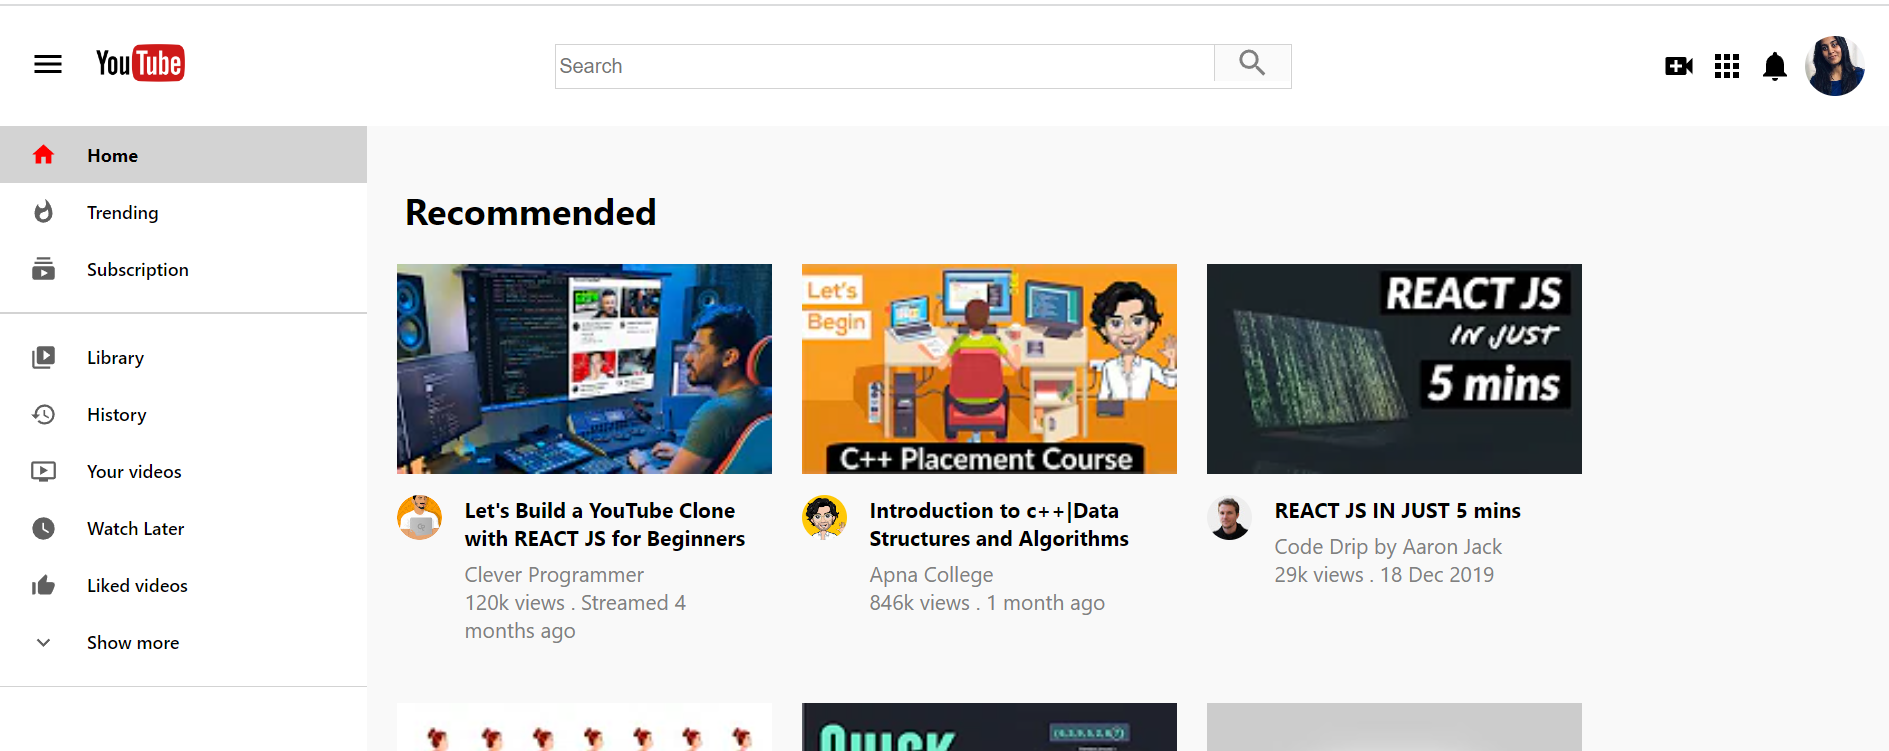 YouTube
Search
Home
Trending
Subscription
Library
History
Your videos
Watch Later
Liked videos
Show more
Recommended
Let's
Begin
C++ Placement Course
REACT JS
IN JUST
5 mins
Let's Build a YouTube Clone
with REACT JS for Beginners
Clever Programmer
120k views . Streamed 4
months ago
Introduction to c++|Data
Structures and Algorithms
Apna College
846k views . 1 month ago
REACT JS IN JUST 5 mins
Code Drip by Aaron Jack
29k views . 18 Dec 2019
QUICK